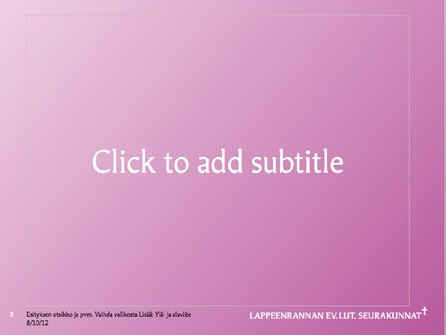 Click to add subtitle
3
Esityksen otsikko ja pvm. Vaihda valikosta Lisää: Ylä- ja alaviite
8/10/12
LAPPEENRANNAN EV.LUT. SEURAKUNNAT